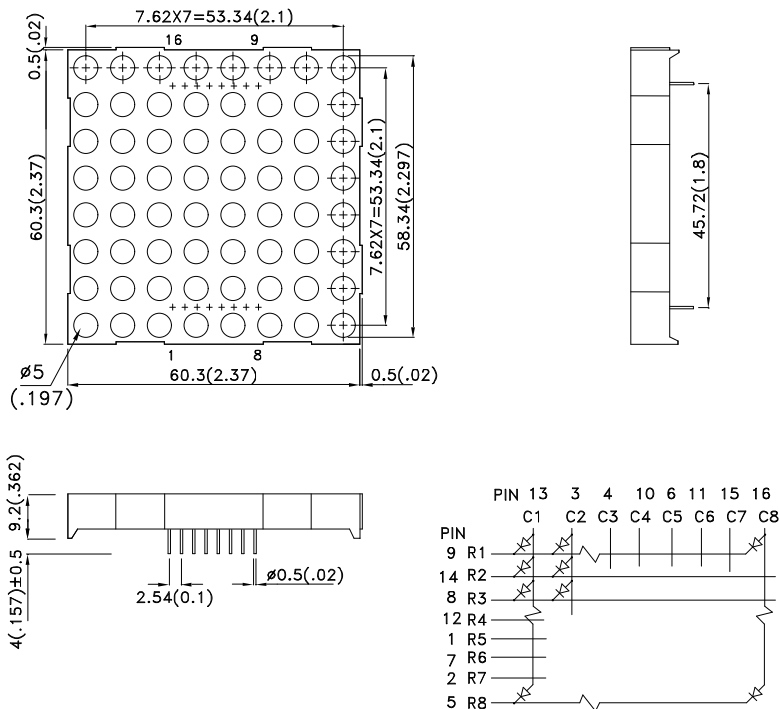 7.62X7=53.34(2.1)
16 9
0.5(.02)
60.3(2.37)
7.62X7=53.34(2.1)
58.34(2.297)
45.72(1.8)
1 8
ø5
(.197)
60.3(2.37)
0.5(.02)
9.2(.362)
4(.157)±0.5
2.54(0.1)
ø0.5(.02)
PIN 13 3 4 10 6 11 15 16
C1 C2 C3 C4 C5 C6 C7 C8
PIN
9 R1
14 R2
8 R3
12 R4
1 R5
7 R6
2 R7
5 R8